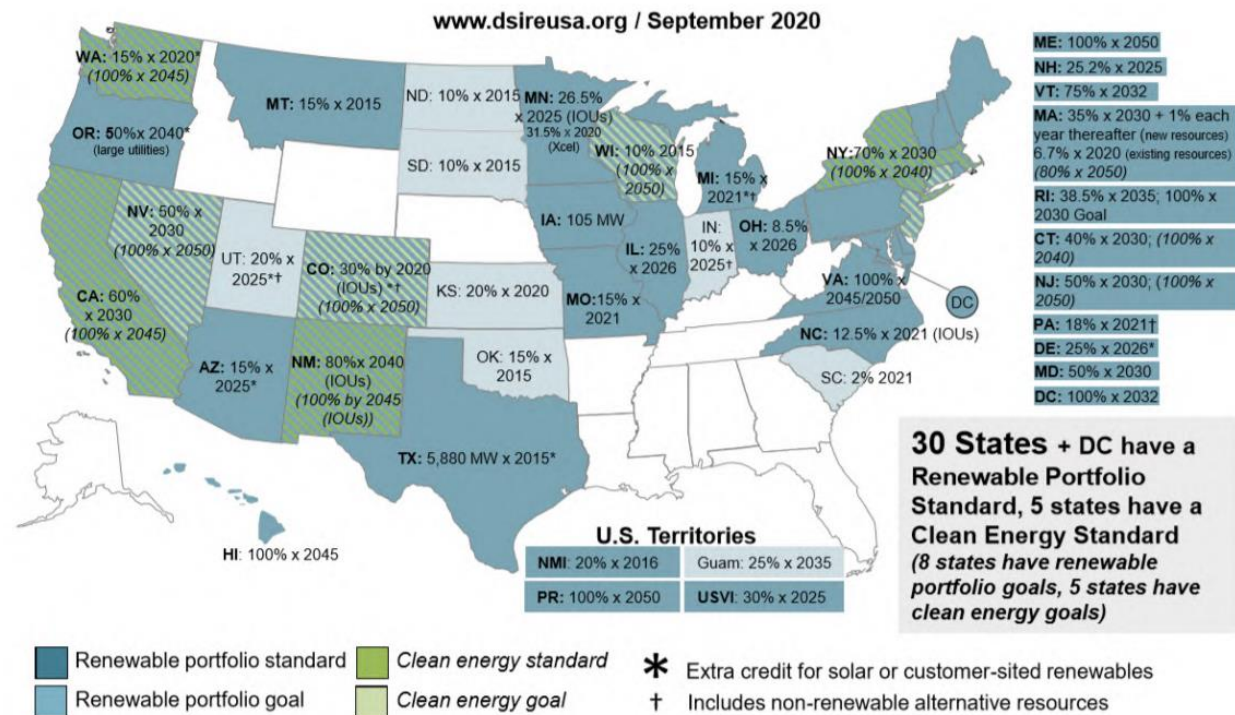 www.dsireusa.org / September 2020
WA: 15% x 2020*
(100% x 2045)
OR: 50%x 2040*
(large utilities)
MT: 15% x 2015
ND: 10% x 2015
SD: 10% x 2015
MN: 26.5%
x 2025 (IOUs)
31.5% x 2020
(Xcel)
WI: 10% 2015
(100% x
2050)
MI: 15% x
2021*†
NY:70% x 2030
(100% x 2040)
NV: 50% x
2030
(100% x 2050)
UT: 20% x
2025*†
CO: 30% by 2020
(IOUs) *†
(100% x 2050)
KS: 20% x 2020
IA: 105 MW
IL: 25%
x 2026
IN:
10% x
2025†
OH: 8.5%
x 2026
MO:15% x
2021
VA: 100% x
2045/2050
DC
NC: 12.5% x 2021 (IOUs)
SC: 2% 2021
CA: 60%
x 2030
(100% x 2045)
AZ: 15% x
2025*
NM: 80%x 2040
(IOUs)
(100% by 2045
(IOUs))
OK: 15% x
2015
TX: 5,880 MW x 2015*
HI: 100% x 2045
ME: 100% x 2050
NH: 25.2% x 2025
VT: 75% x 2032
MA: 35% x 2030 + 1% each
year thereafter (new resources)
6.7% x 2020 (existing resources)
(80% x 2050)
RI: 38.5% x 2035; 100% x
2030 Goal
CT: 40% x 2030; (100% x
2040)
NJ: 50% x 2030; (100% x
2050)
PA: 18% x 2021†
DE: 25% x 2026*
MD: 50% x 2030
DC: 100% x 2032
30 States + DC have a
Renewable Portfolio
Standard, 5 states have a
Clean Energy Standard
(8 states have renewable
portfolio goals, 5 states have
clean energy goals)
U.S. Territories
NMI: 20% x 2016
Guam: 25% x 2035
PR: 100% x 2050
USVI: 30% x 2025
Renewable portfolio standard
Clean energy standard
* Extra credit for solar or customer-sited renewables
Renewable portfolio goal
Clean energy goal
† Includes non-renewable alternative resources